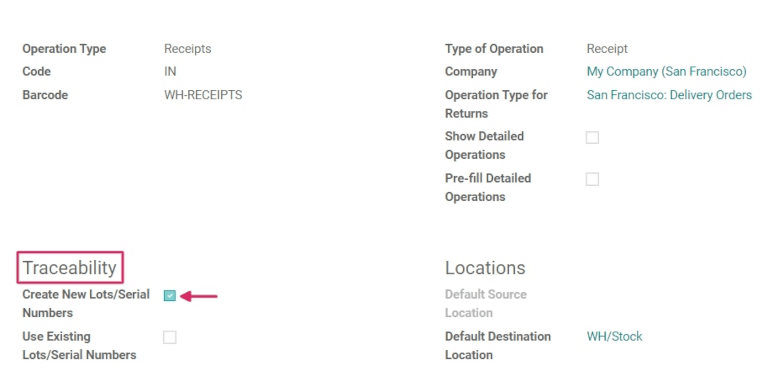 Operation Type Receipts
Code IN
Barcode WH-RECEIPTS
Type of Operation Receipt
Company My Company (San Francisco)
Operation Type for San Francisco: Delivery Orders
Returns
Show Detailed
Operations
Pre-fill Detailed
Operations
Traceability
Create New Lots/Serial
Numbers
Use Existing
Lots/Serial Numbers
Locations
Default Source
Location
Default Destination WH/Stock
Location